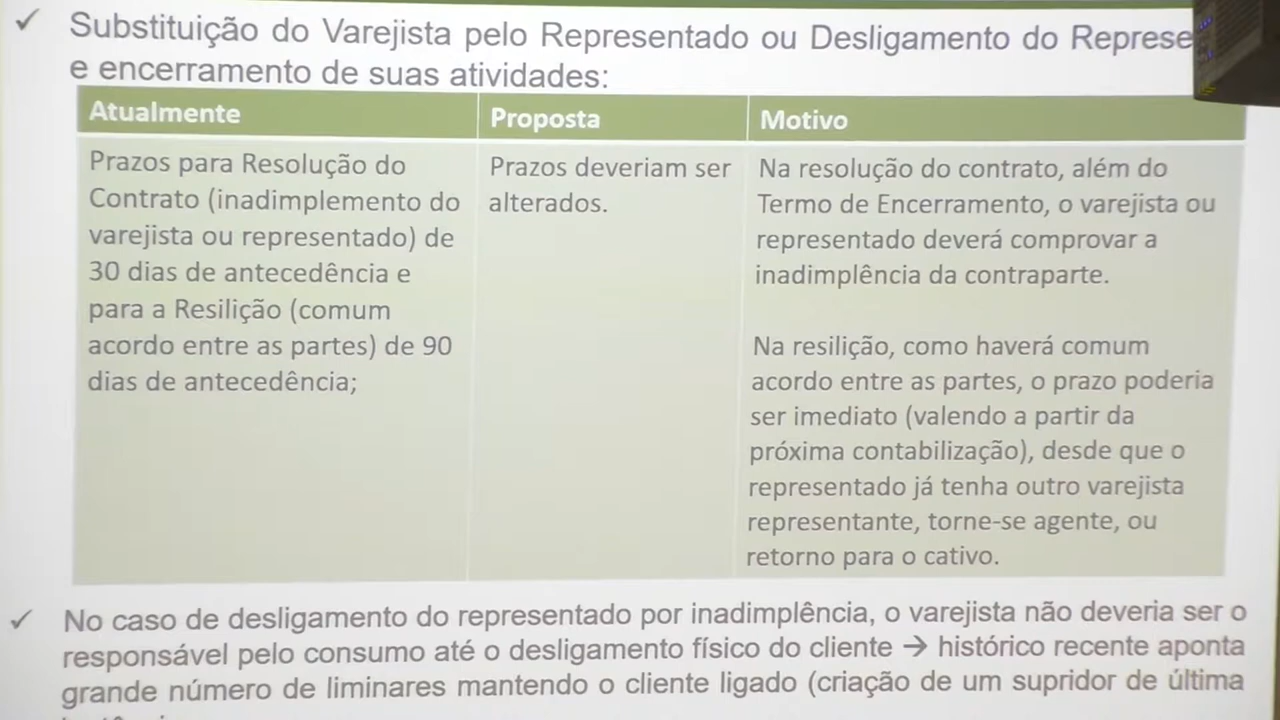 ✓ Substituição do Varejista pelo Representado ou Desligamento do Represe
e encerramento de suas atividades:
Atualmente
Proposta
Motivo
Prazos para Resolução do
Contrato (inadimplemento do
varejista ou representado) de
30 dias de antecedência e
para a Resilição (comum
acordo entre as partes) de 90
dias de antecedência;
Prazos deveriam ser
alterados.
Na resolução do contrato, além do
Termo de Encerramento, o varejista ou
representado deverá comprovar a
inadimplência da contraparte.
Na resilição, como haverá comum
acordo entre as partes, o prazo poderia
ser imediato (valendo a partir da
próxima contabilização), desde que o
representado já tenha outro varejista
representante, torne-se agente, ou
retorno para o cativo.
✓ No caso de desligamento do representado por inadimplência, o varejista não deveria ser o
responsável pelo consumo até o desligamento físico do cliente → histórico recente aponta
grande número de liminares mantendo o cliente ligado (criação de um supridor de última